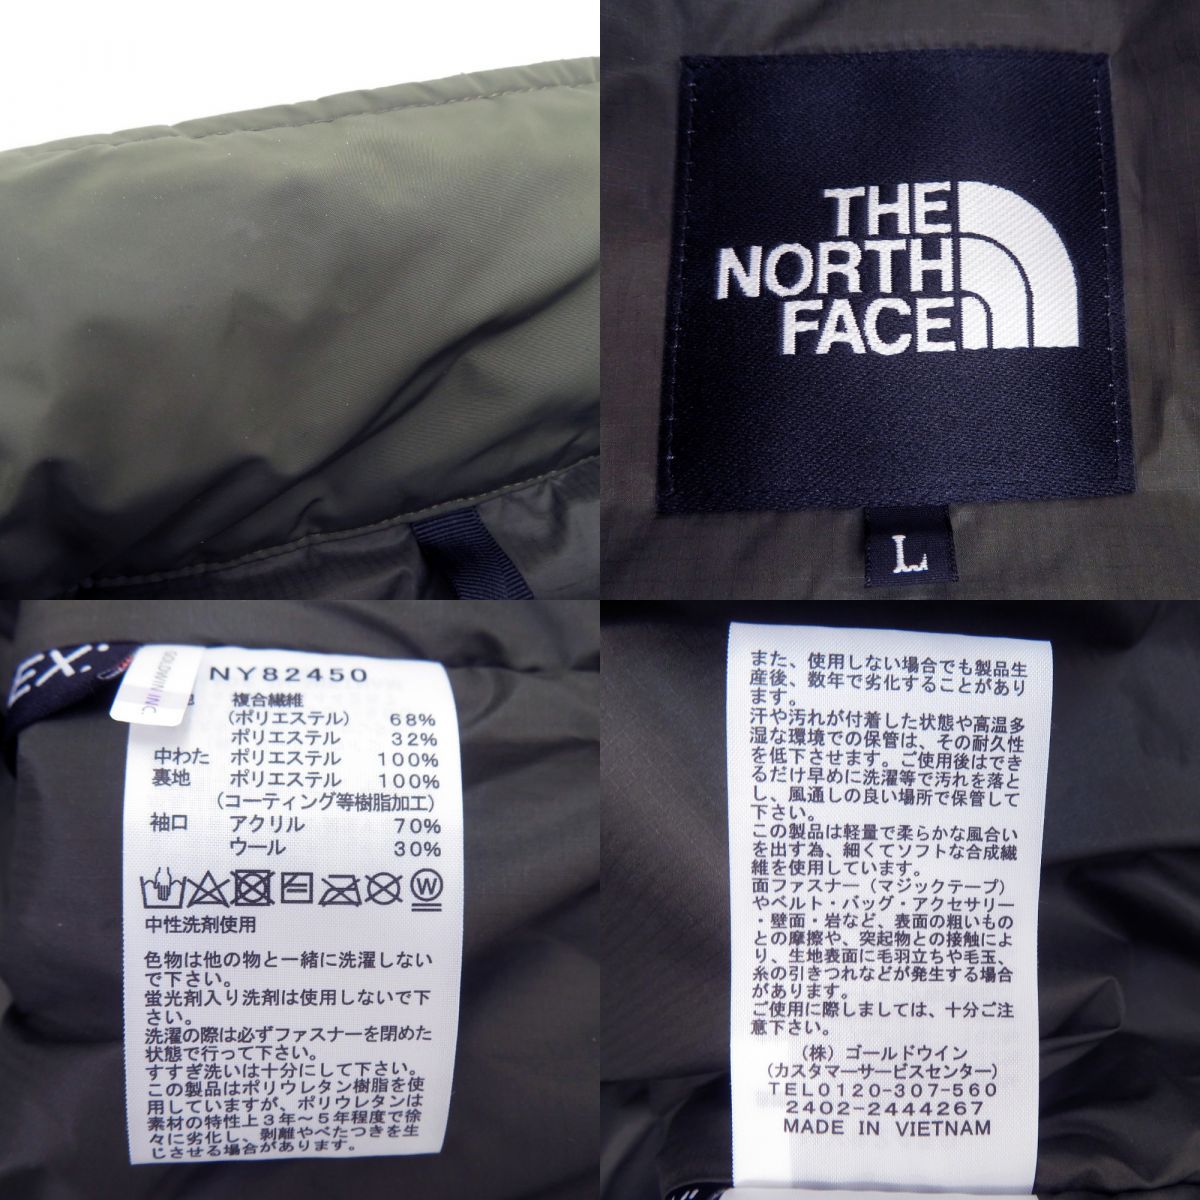 THE
NORTH
FACE
L
GOLDWIN INC.
NY82450
複合繊維
(ポリエステル) 68%
ポリエステル 32%
中わた ポリエステル 100%
裏地 ポリエステル 100%
(コーティング等樹脂加工)
袖口 アクリル 70%
ウール 30%
W
中性洗剤使用
色物は他の物と一緒に洗濯しない
で下さい。
蛍光剤入り洗剤は使用しないで下
さい。
洗濯の際は必ずファスナーを閉めた
状態で行って下さい。
すすぎ洗いは十分にして下さい。
この製品はポリウレタン樹脂を使
用していますが、ポリウレタンは
素材の特性上3年～5年程度で徐
々に劣化し、剥離やべたつきを生
じさせる場合があります。
また、使用しない場合でも製品生
産後、数年で劣化することがあり
ます。
汗や汚れが付着した状態や高温多
湿な環境での保管は、その耐久性
を低下させます。ご使用後はでき
るだけ早めに洗濯等で汚れを落と
し、風通しの良い場所で保管して
下さい。
この製品は軽量で柔らかな風合い
を出す為、細くてソフトな合成繊
維を使用しています。
面ファスナー(マジックテープ)
やベルト・バッグ・アクセサリー
・壁面・岩など、表面の粗いもの
との摩擦や、突起物との接触によ
り、生地表面に毛羽立ちや毛玉、
糸の引きつれなどが発生する場合
があります。
ご使用に際しましては、十分ご注
意下さい。
(株) ゴールドウイン
(カスタマーサービスセンター)
TEL0120-307-560
2402-2444267
MADE IN VIETNAM